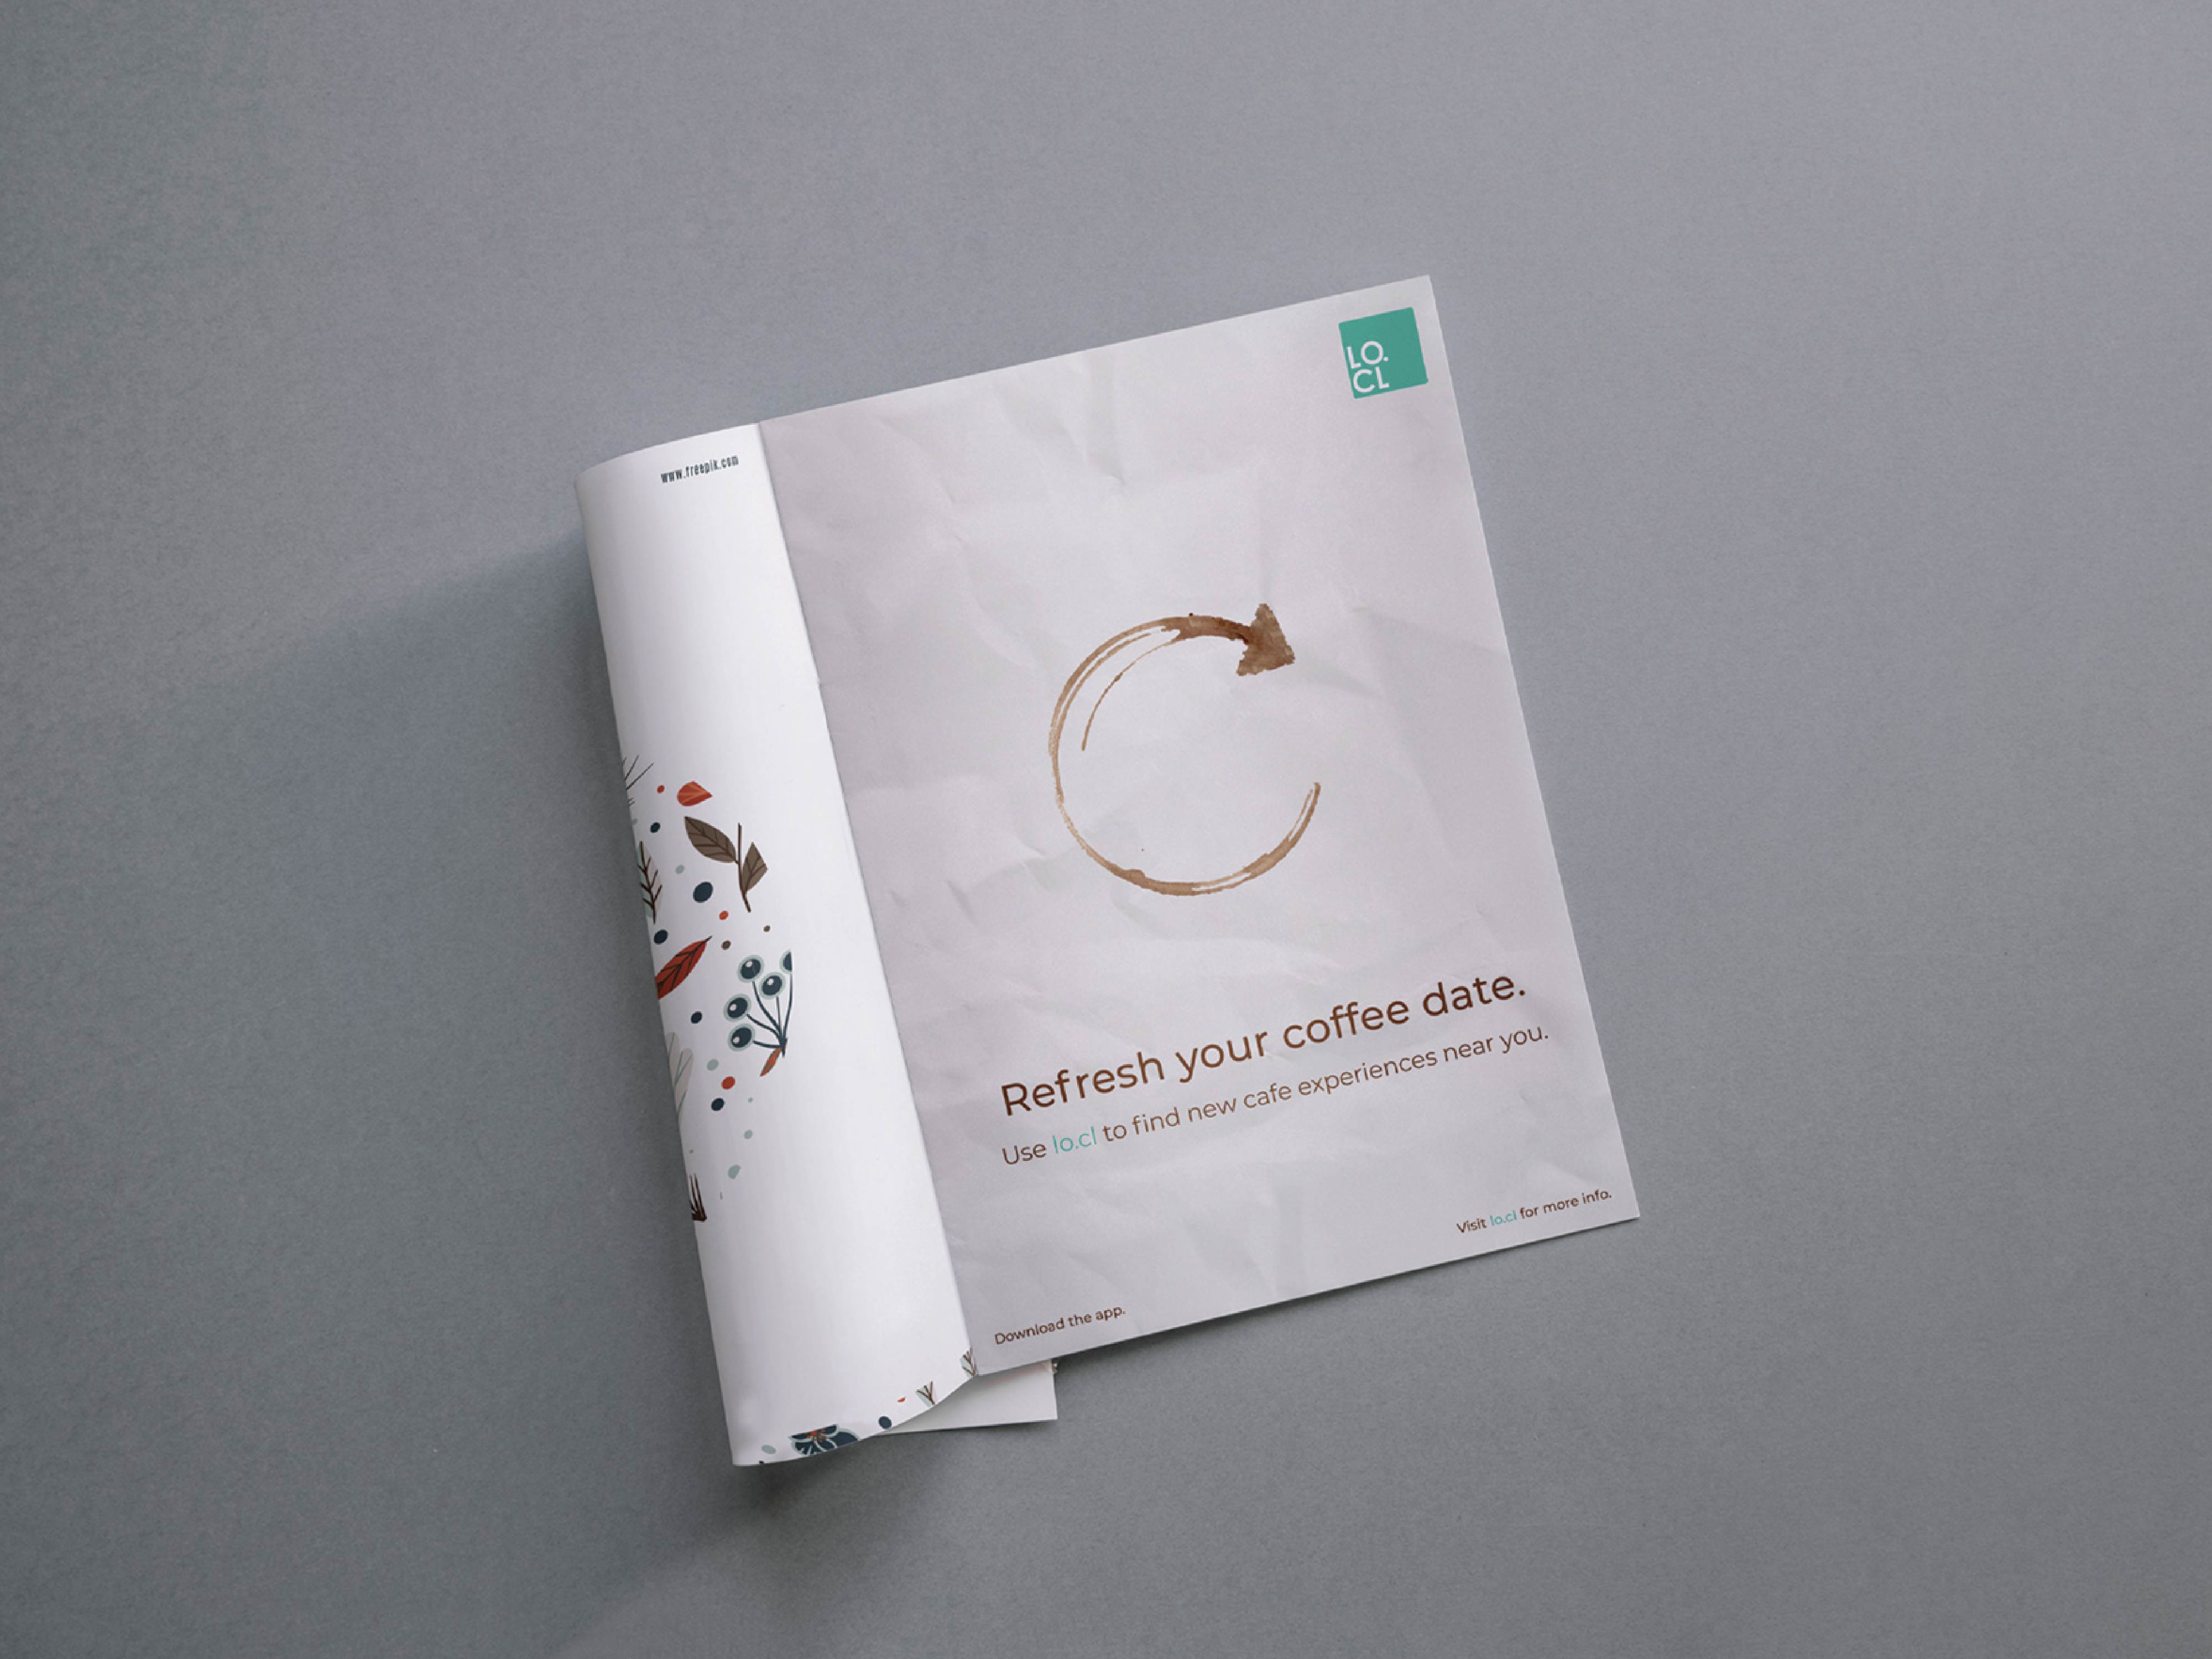 www.freepik.com
LO.
CL
Refresh your coffee date.
Use lo.cl to find new cafe experiences near you.
Visit lo.cl for more info.
Download the app.